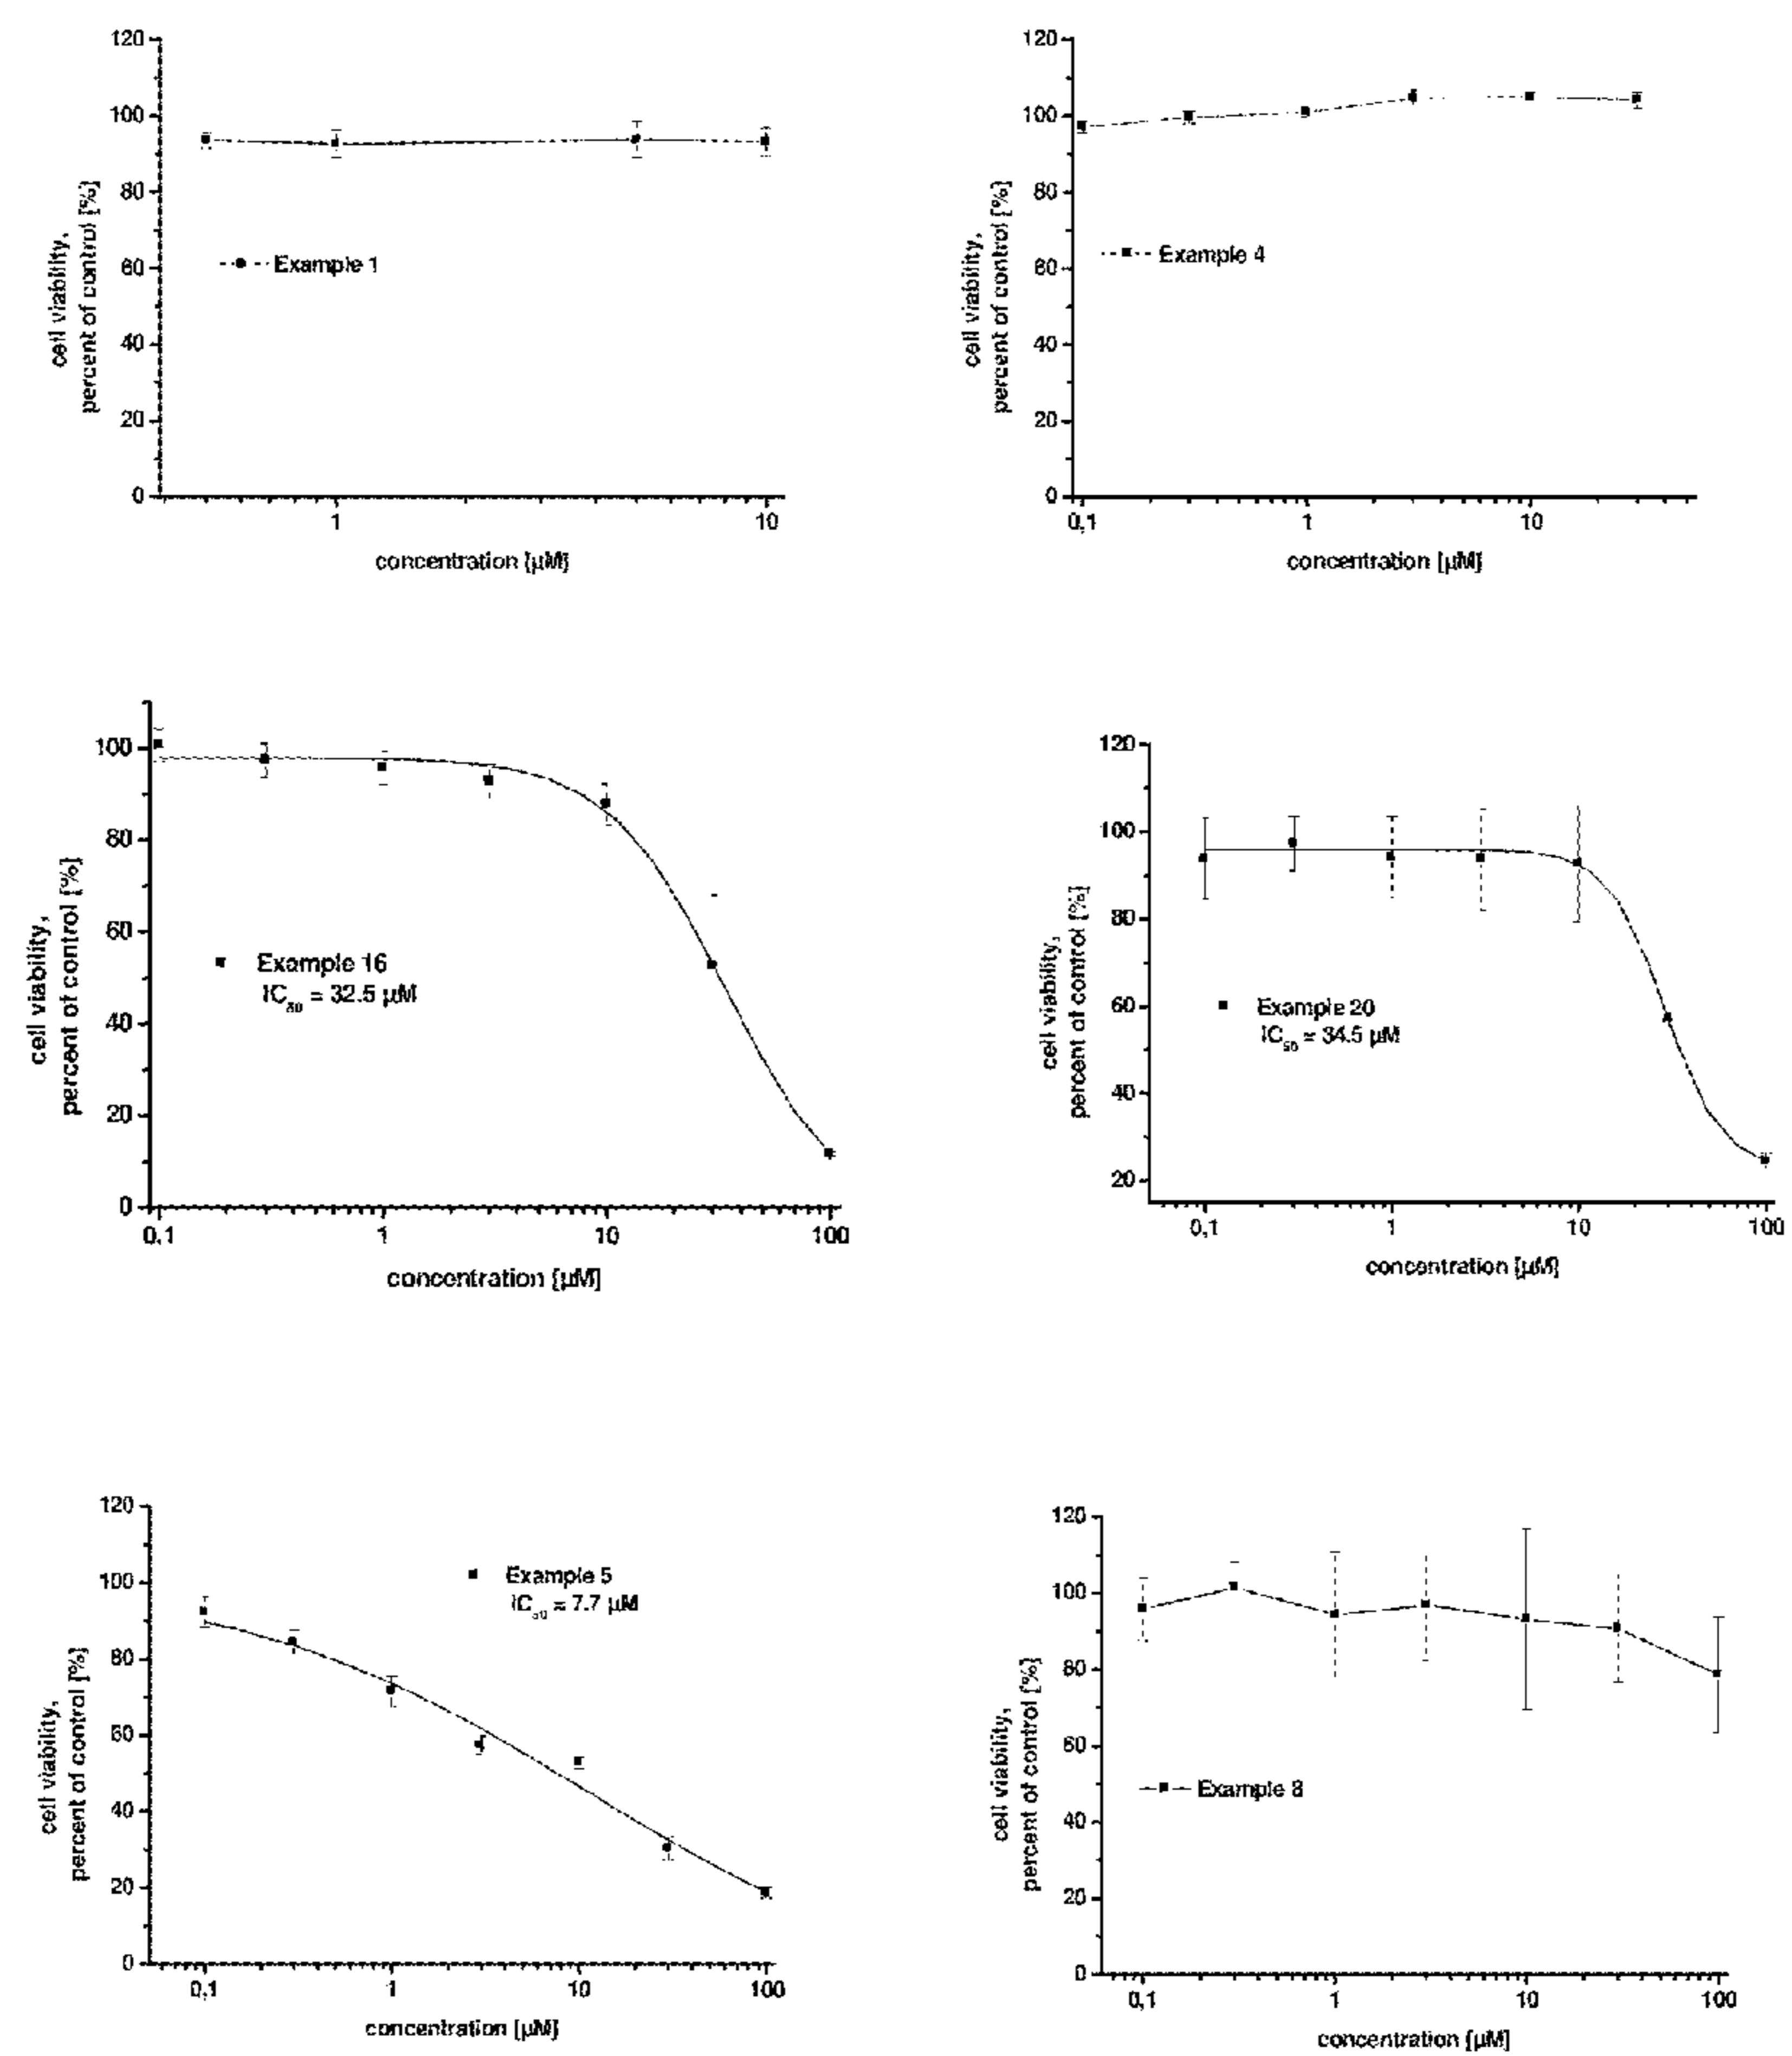 120
100
80
60
40
20
0
cell viability,
percent of control [%]
Example 1
1
10
concentration [µM]
120
100
80
60
40
20
0
cell viability,
percent of control [%]
Example 4
0,1
1
10
concentration [µM]
100
80
60
40
20
0
cell viability,
percent of control [%]
Example 16
IC50 = 32.5 µM
0.1
1
10
100
concentration [µM]
120
100
80
60
40
20
cell viability,
percent of control [%]
Example 20
IC50 = 34.5 µM
0,1
1
10
100
concentration [µM]
120
100
80
60
40
20
0
cell viability,
percent of control [%]
Example 5
IC50 = 7.7 µM
0,1
1
10
100
concentration [µM]
120
100
80
60
40
20
0
cell viability,
percent of control [%]
Example 8
0,1
1
10
100
concentration [µM]